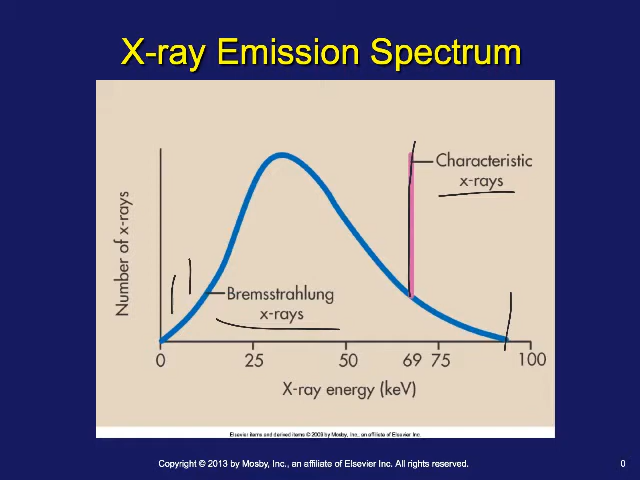 X-ray Emission Spectrum
Number of x-rays
Characteristic
x-rays
Bremsstrahlung
x-rays
0 25 50 69 75 100
X-ray energy (keV)
Elsevier items and derived items © 2009 by Mosby, Inc., an affiliate of Elsevier Inc.
Copyright © 2013 by Mosby, Inc., an affiliate of Elsevier Inc. All rights reserved.
0